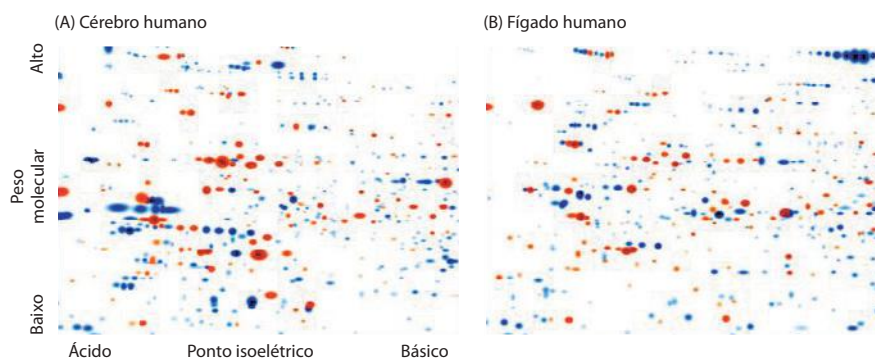 (A) Cérebro humano
(B) Fígado humano
Alto
Peso
molecular
Baixo
Ácido
Ponto isoelétrico
Básico